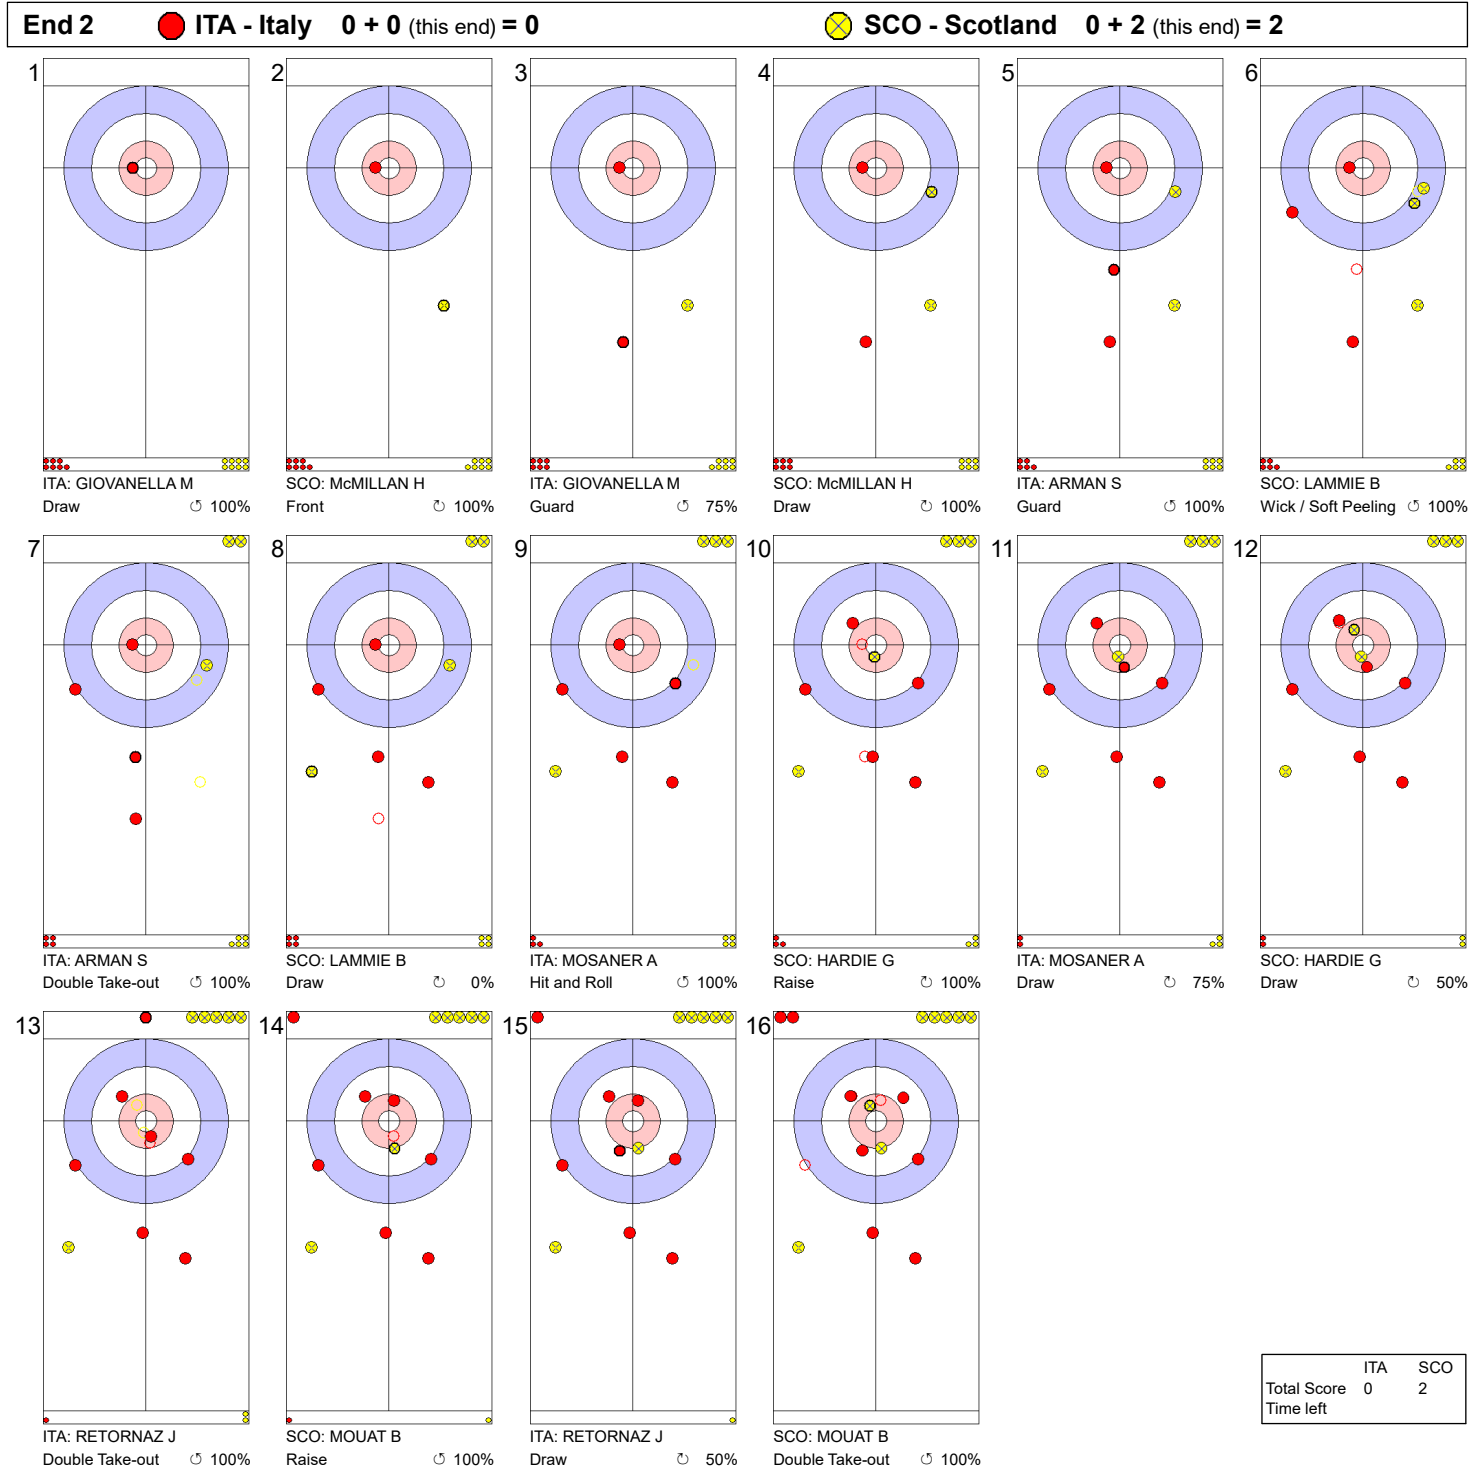 End 2 ITA - Italy 0 + 0 (this end) = 0 SCO - Scotland 0 + 2 (this end) = 2
1 2 3 4 5 6
ITA: GIOVANELLA M SCO: McMILLAN H ITA: GIOVANELLA M SCO: McMILLAN H ITA: ARMAN S SCO: LAMMIE B
Draw ↺ 100% Front ↻ 100% Guard ↺ 75% Draw ↻ 100% Guard ↺ 100% Wick / Soft Peeling ↺ 100%
7 8 9 10 11 12
ITA: ARMAN S SCO: LAMMIE B ITA: MOSANER A SCO: HARDIE G ITA: MOSANER A SCO: HARDIE G
Double Take-out ↺ 100% Draw ↻ 0% Hit and Roll ↺ 100% Raise ↻ 100% Draw ↻ 75% Draw ↻ 50%
13 14 15 16
ITA: RETORNAZ J SCO: MOUAT B ITA: RETORNAZ J SCO: MOUAT B
Double Take-out ↺ 100% Raise ↺ 100% Draw ↻ 50% Double Take-out ↺ 100%
ITA SCO
Total Score 0 2
Time left